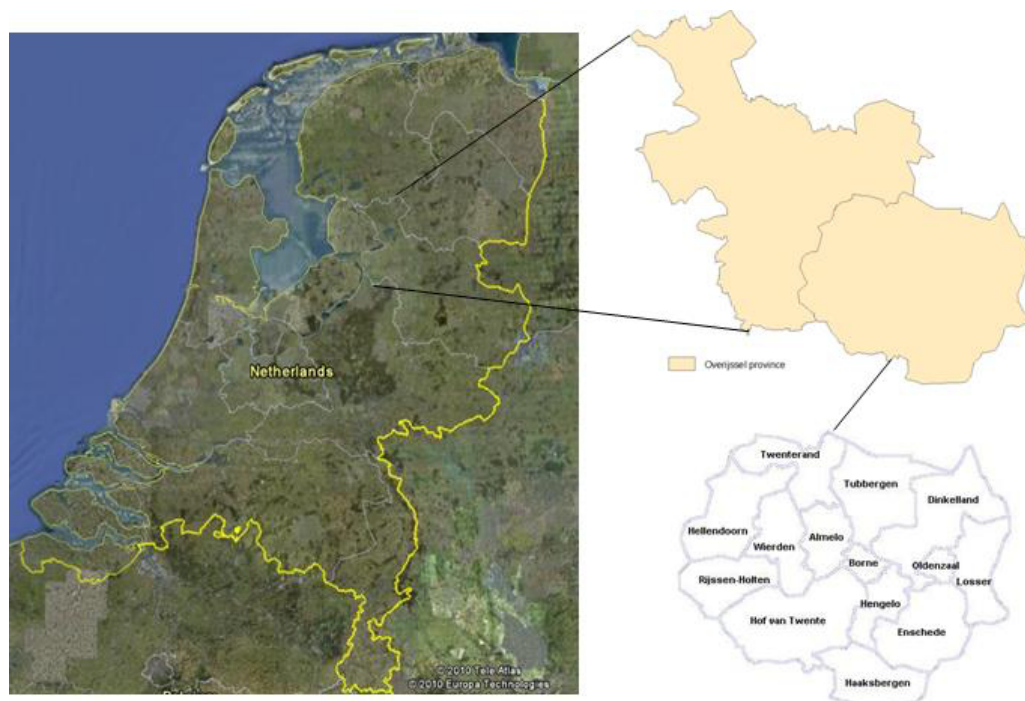 Netherlands
© 2010 Tele Atlas
© 2010 Europa Technologies
Overijssel province
Twenterand
Tubbergen
Dinkelland
Hellendoorn
Wierden
Almelo
Borne
Oldenzaal
Losser
Rijssen-Holten
Hengelo
Hof van Twente
Enschede
Haaksbergen